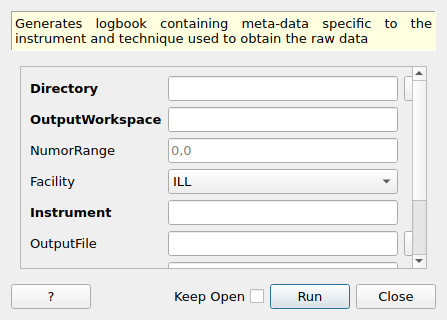 Generates logbook containing meta-data specific to the
instrument and technique used to obtain the raw data
Directory
OutputWorkspace
NumorRange 0,0
Facility ILL
Instrument
OutputFile
? Keep Open Run Close